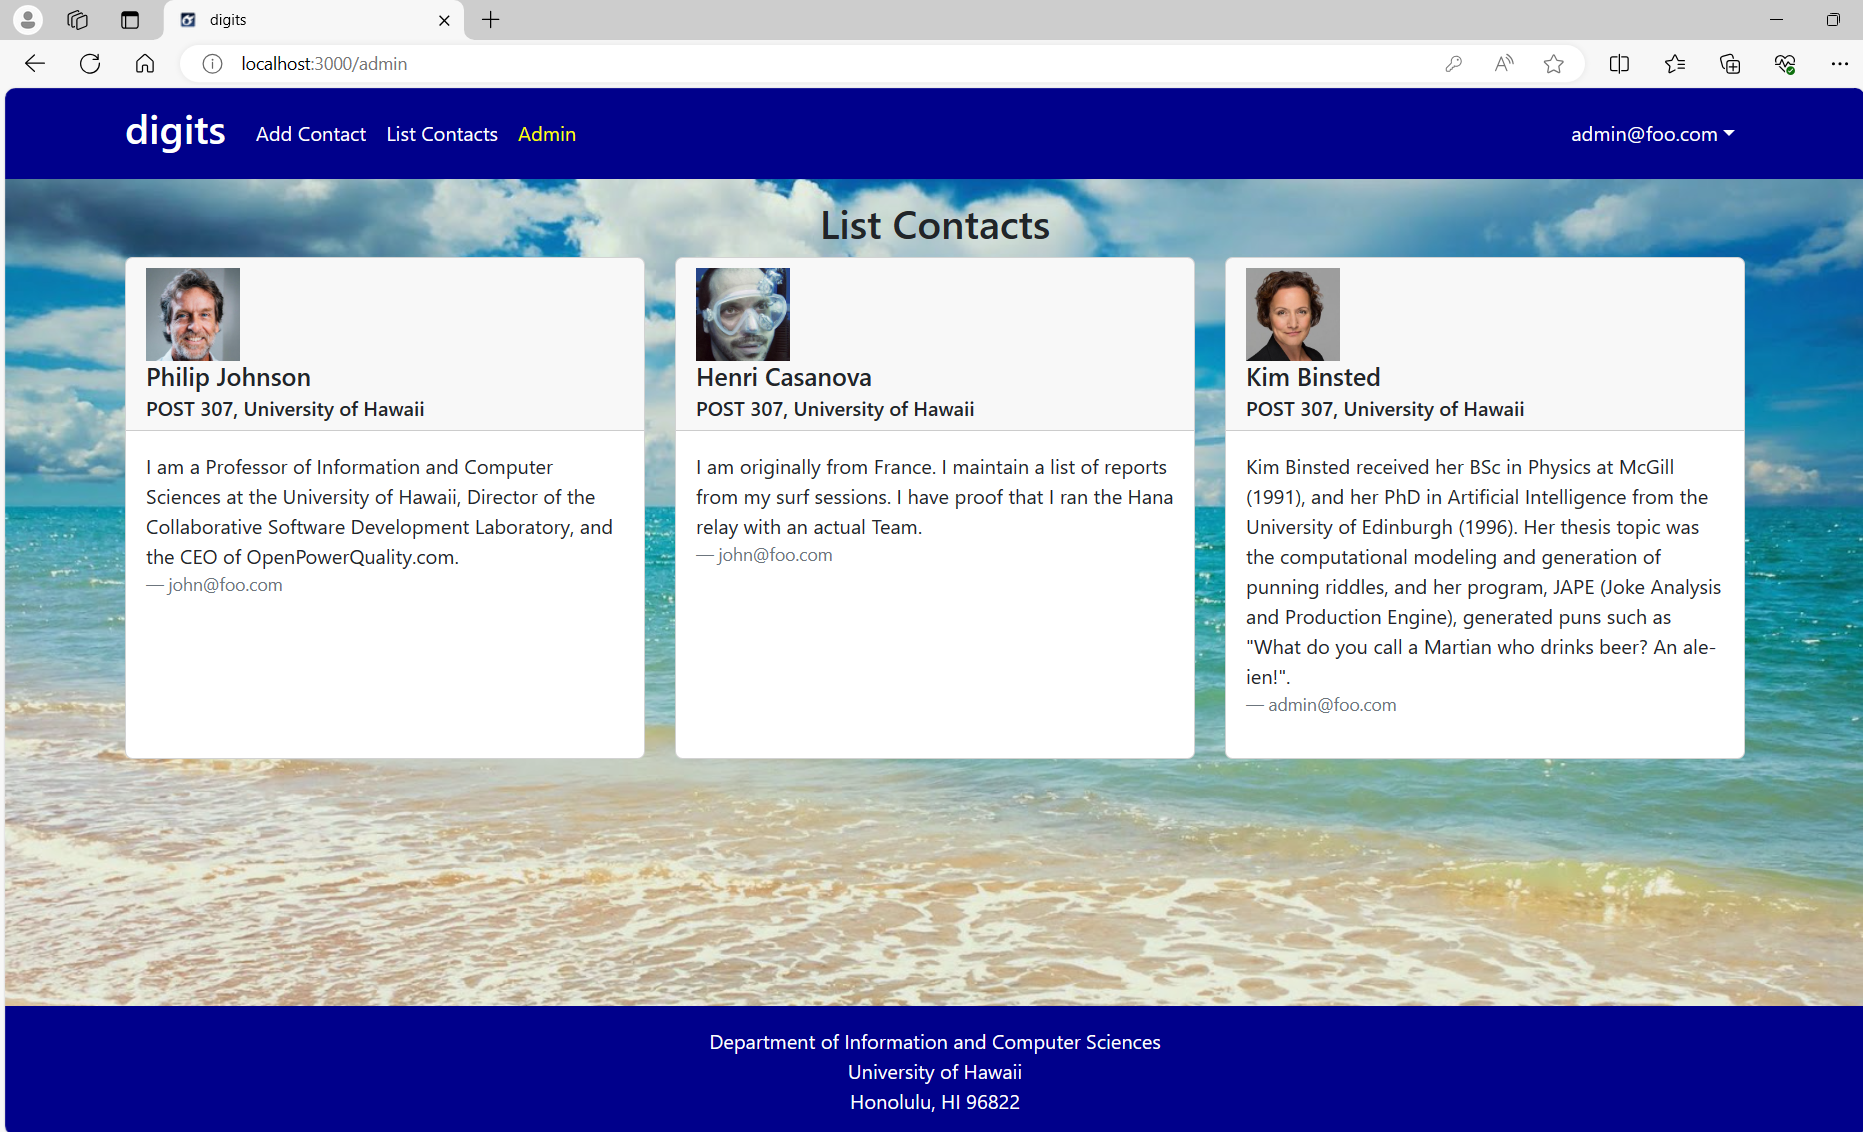 digits
localhost:3000/admin
digits
Add Contact
List Contacts
Admin
admin@foo.com
List Contacts
Philip Johnson
POST 307, University of Hawaii
I am a Professor of Information and Computer
Sciences at the University of Hawaii, Director of the
Collaborative Software Development Laboratory, and
the CEO of OpenPowerQuality.com.
— john@foo.com
Henri Casanova
POST 307, University of Hawaii
I am originally from France. I maintain a list of reports
from my surf sessions. I have proof that I ran the Hana
relay with an actual Team.
— john@foo.com
Kim Binsted
POST 307, University of Hawaii
Kim Binsted received her BSc in Physics at McGill
(1991), and her PhD in Artificial Intelligence from the
University of Edinburgh (1996). Her thesis topic was
the computational modeling and generation of
punning riddles, and her program, JAPE (Joke Analysis
and Production Engine), generated puns such as
"What do you call a Martian who drinks beer? An ale-
ien!".
— admin@foo.com
Department of Information and Computer Sciences
University of Hawaii
Honolulu, HI 96822